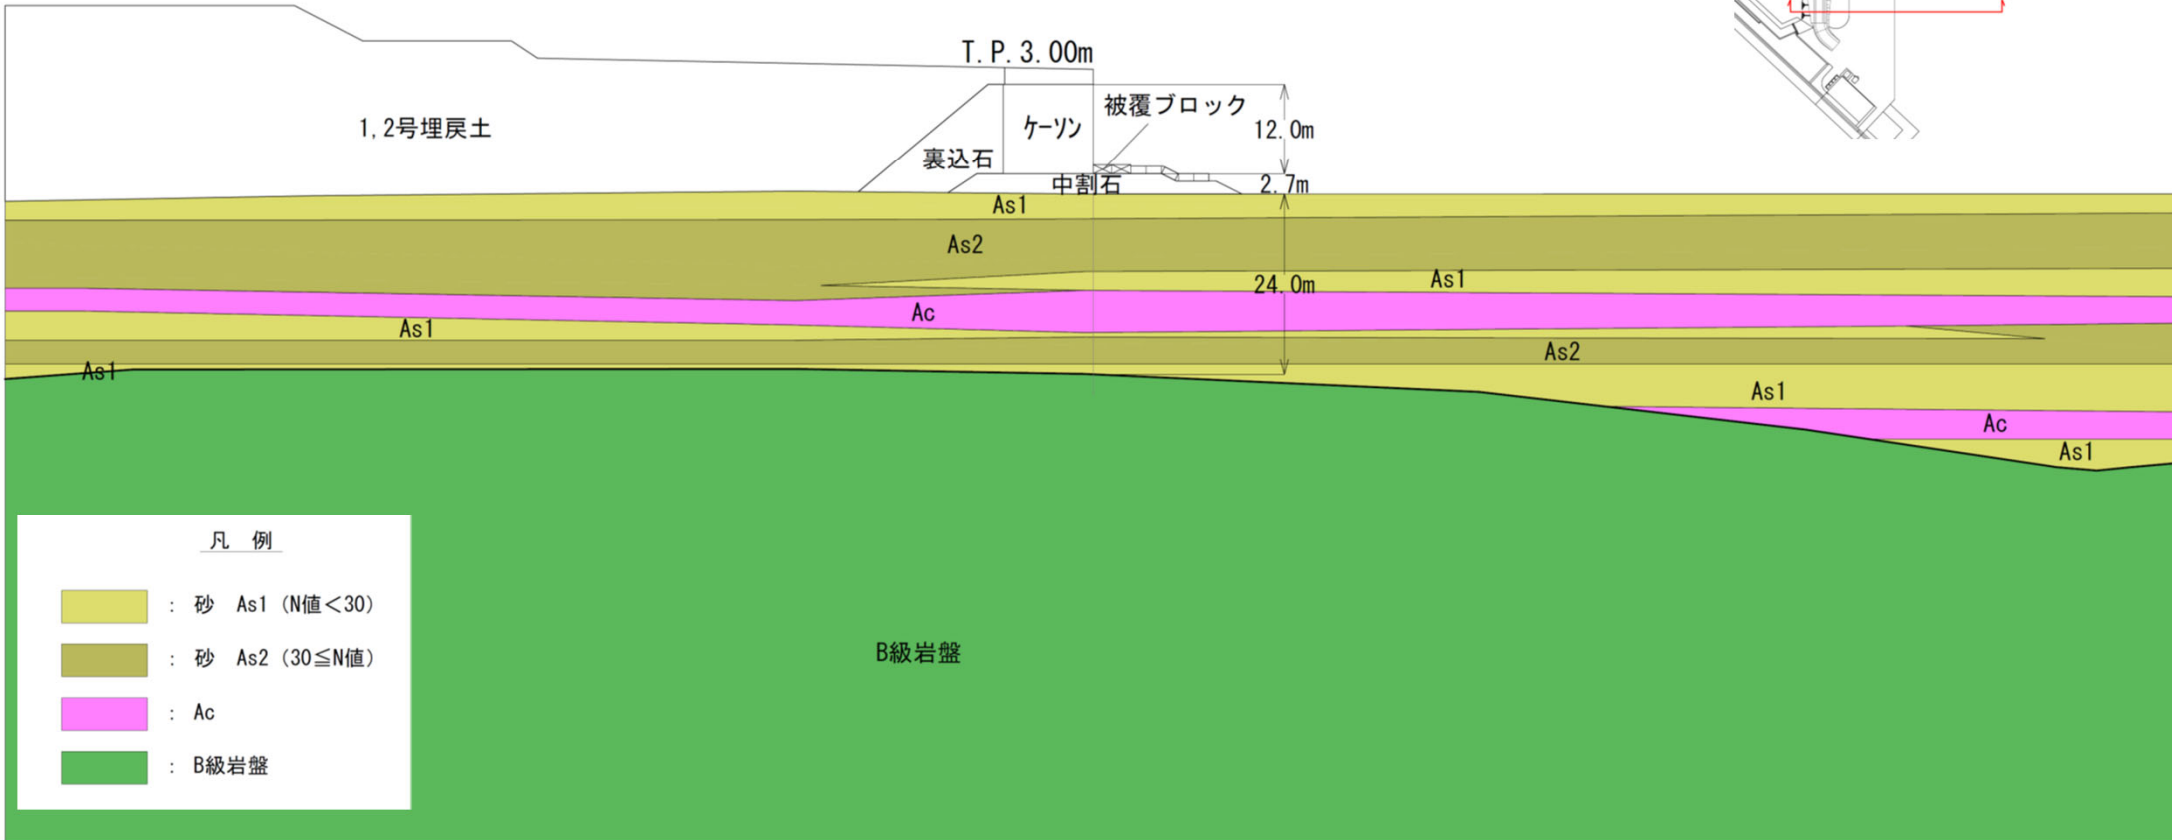 T.P.3.00m
被覆ブロック
1,2号埋戻土
ケーソン
12.0m
裏込石
中割石
2.7m
As1
As2
24.0m
As1
Ac
As1
As2
As1
As1
Ac
As1
凡 例
: 砂 As1 (N値<30)
: 砂 As2 (30≦N値)
: Ac
: B級岩盤
B級岩盤